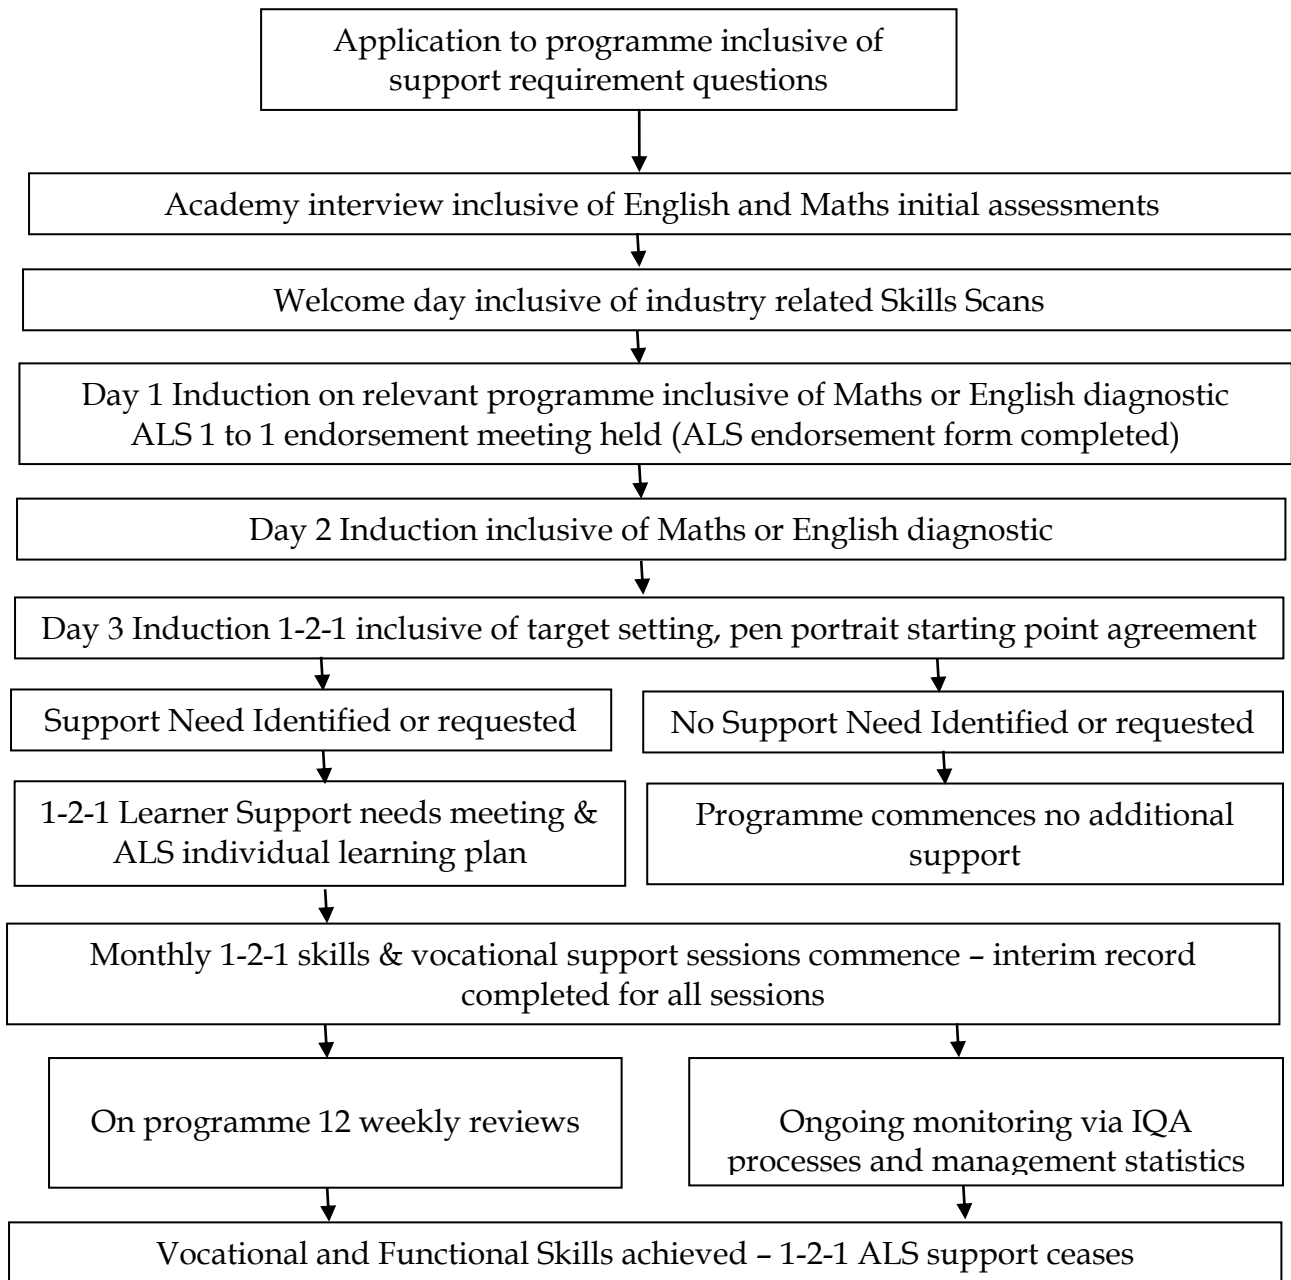 Application to programme inclusive of
support requirement questions
Academy interview inclusive of English and Maths initial assessments
Welcome day inclusive of industry related Skills Scans
Day 1 Induction on relevant programme inclusive of Maths or English diagnostic
ALS 1 to 1 endorsement meeting held (ALS endorsement form completed)
Day 2 Induction inclusive of Maths or English diagnostic
Day 3 Induction 1-2-1 inclusive of target setting, pen portrait starting point agreement
Support Need Identified or requested
No Support Need Identified or requested
1-2-1 Learner Support needs meeting &
ALS individual learning plan
Programme commences no additional
support
Monthly 1-2-1 skills & vocational support sessions commence – interim record
completed for all sessions
On programme 12 weekly reviews
Ongoing monitoring via IQA
processes and management statistics
Vocational and Functional Skills achieved – 1-2-1 ALS support ceases